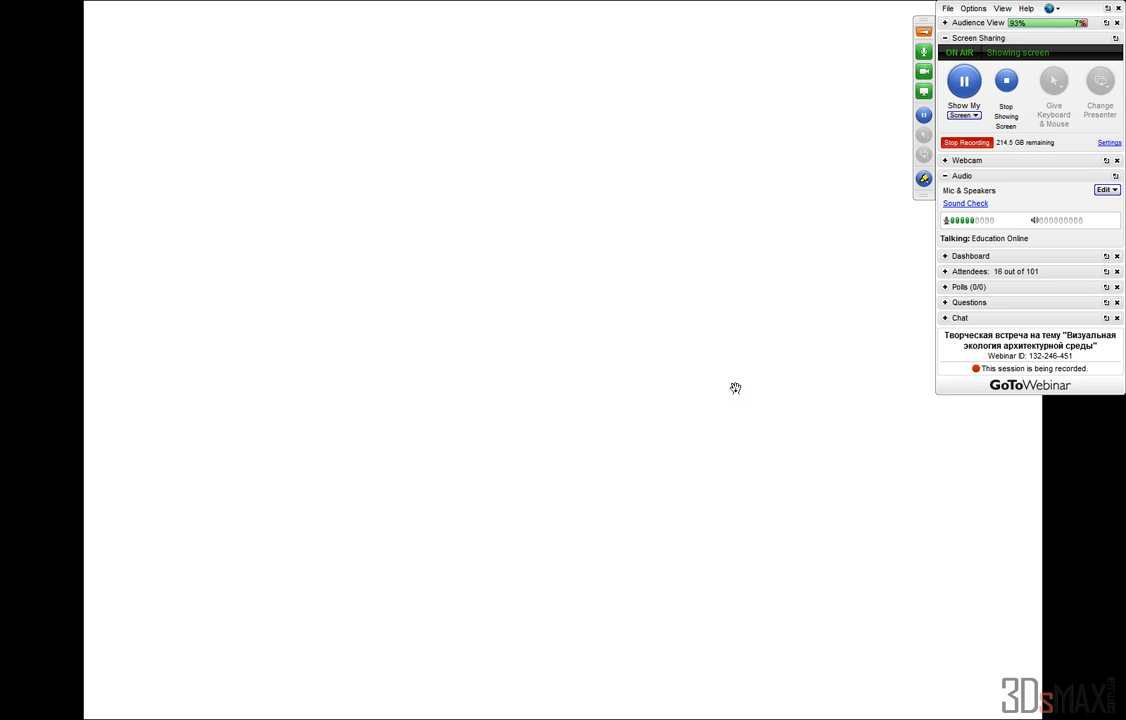 File Options View Help
Audience View 93% 7%
Screen Sharing
ON AIR Showing screen
Show My
Screen
Stop
Showing
Screen
Give
Keyboard
& Mouse
Change
Presenter
Stop Recording 214.5 GB remaining Settings
Webcam
Audio
Mic & Speakers Edit
Sound Check
Talking: Education Online
Dashboard
Attendees: 16 out of 101
Polls (0/0)
Questions
Chat
Творческая встреча на тему "Визуальная
экология архитектурной среды"
Webinar ID: 132-246-451
This session is being recorded.
GoToWebinar
3DsMAX.com.ua